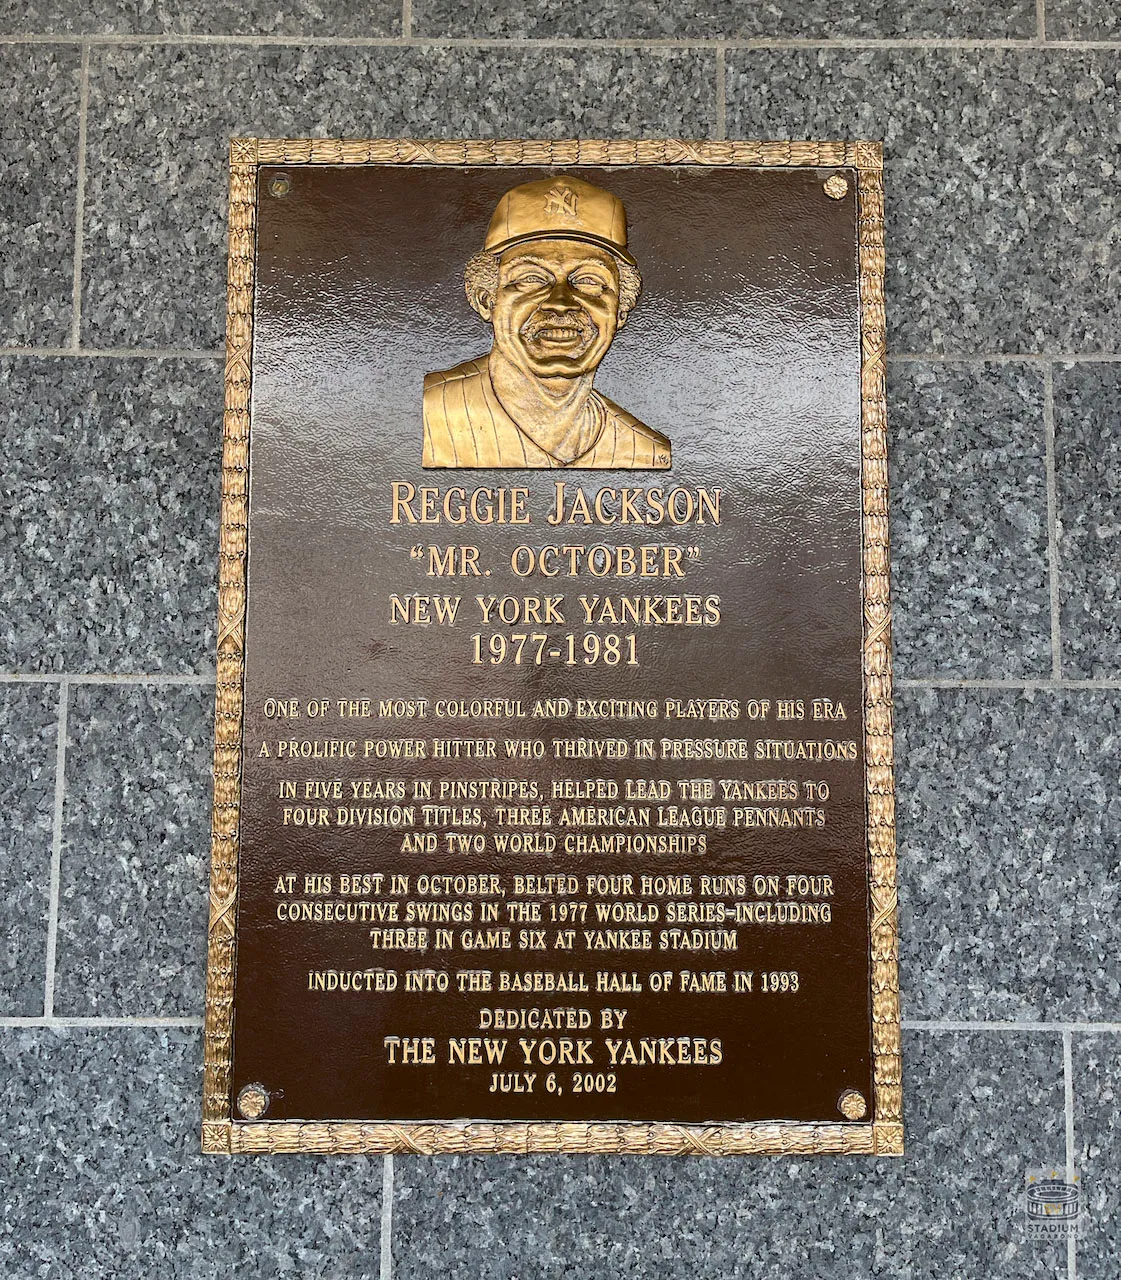 NY
REGGIE JACKSON
“MR. OCTOBER”
NEW YORK YANKEES
1977-1981
ONE OF THE MOST COLORFUL AND EXCITING PLAYERS OF HIS ERA
A PROLIFIC POWER HITTER WHO THRIVED IN PRESSURE SITUATIONS
IN FIVE YEARS IN PINSTRIPES, HELPED LEAD THE YANKEES TO
FOUR DIVISION TITLES, THREE AMERICAN LEAGUE PENNANTS
AND TWO WORLD CHAMPIONSHIPS
AT HIS BEST IN OCTOBER, BELTED FOUR HOME RUNS ON FOUR
CONSECUTIVE SWINGS IN THE 1977 WORLD SERIES–INCLUDING
THREE IN GAME SIX AT YANKEE STADIUM
INDUCTED INTO THE BASEBALL HALL OF FAME IN 1993
DEDICATED BY
THE NEW YORK YANKEES
JULY 6, 2002
STADIUM
VAGABOND